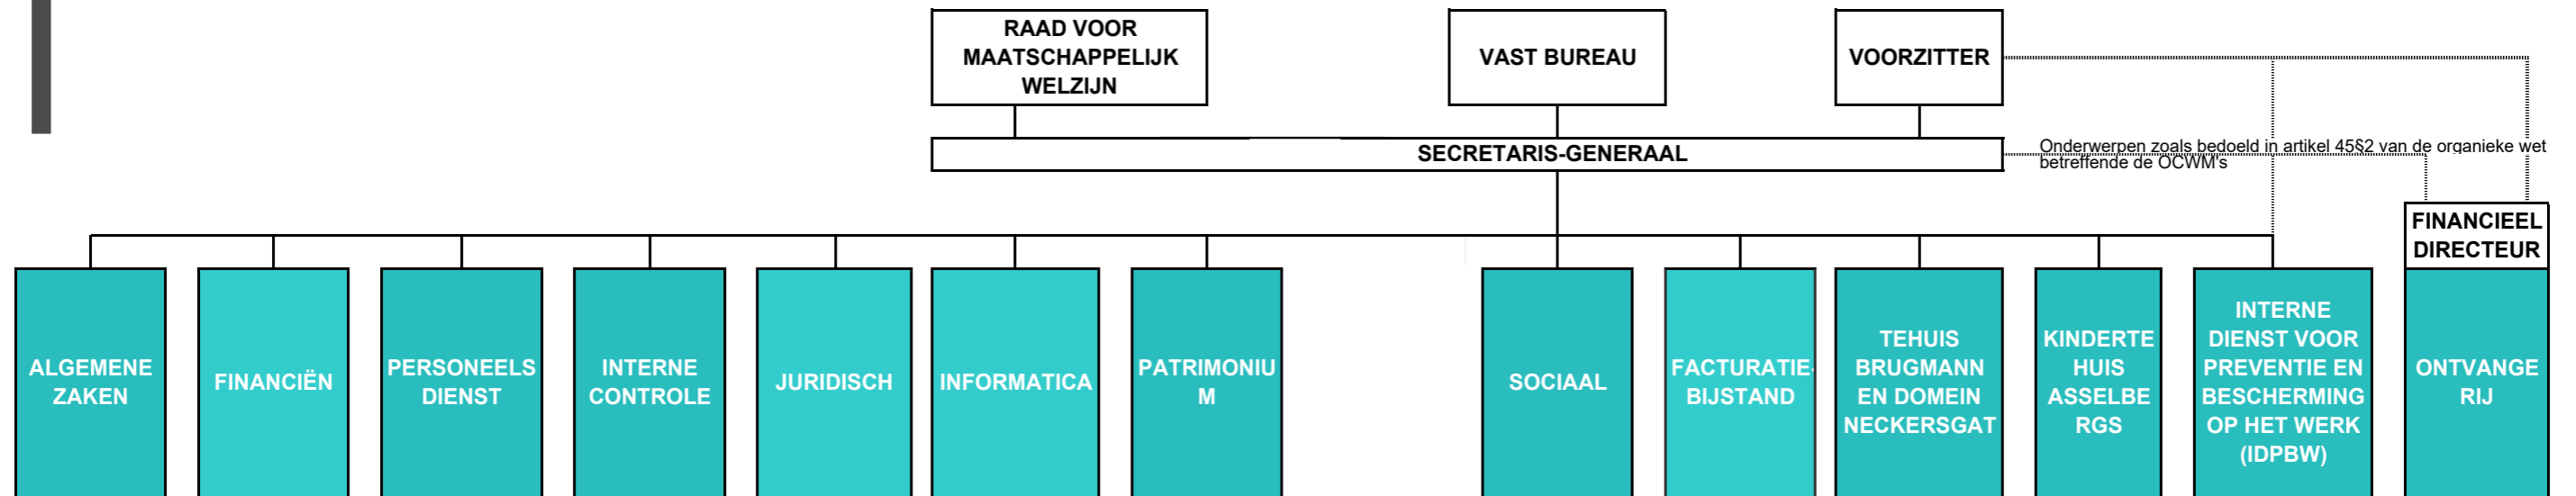 RAAD VOOR
MAATSCHAPPELIJK
WELZIJN
VAST BUREAU
VOORZITTER
SECRETARIS-GENERAAL
Onderwerpen zoals bedoeld in artikel 45§2 van de organieke wet
betreffende de OCWM's
FINANCIEEL
DIRECTEUR
ALGEMENE
ZAKEN
FINANCIËN
PERSONEELS
DIENST
INTERNE
CONTROLE
JURIDISCH
INFORMATICA
PATRIMONIU
M
SOCIAAL
FACTURATIE-
BIJSTAND
TEHUIS
BRUGMANN
EN DOMEIN
NECKERSGAT
KINDERTE
HUIS
ASSELBE
RGS
INTERNE
DIENST VOOR
PREVENTIE EN
BESCHERMING
OP HET WERK
(IDPBW)
ONTVANGE
RIJ